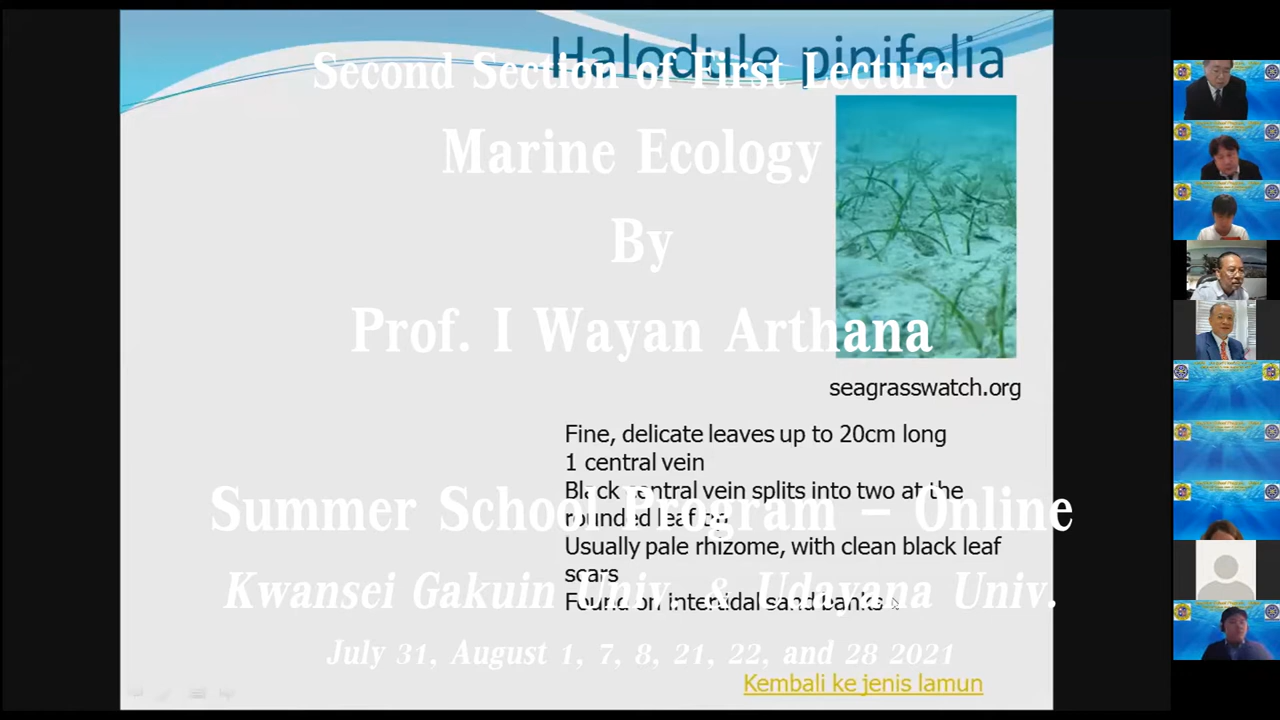 Halodule pinifolia
Second Section of First Lecture
Marine Ecology
By
Prof. I Wayan Arthana
seagrasswatch.org
Fine, delicate leaves up to 20cm long
1 central vein
Black central vein splits into two at the
rounded leaf tip
Summer School Program – Online
Usually pale rhizome, with clean black leaf
scars
Kwansei Gakuin Univ. & Udayana Univ.
Found on intertidal sand banks
July 31, August 1, 7, 8, 21, 22, and 28 2021
Kembali ke jenis lamun